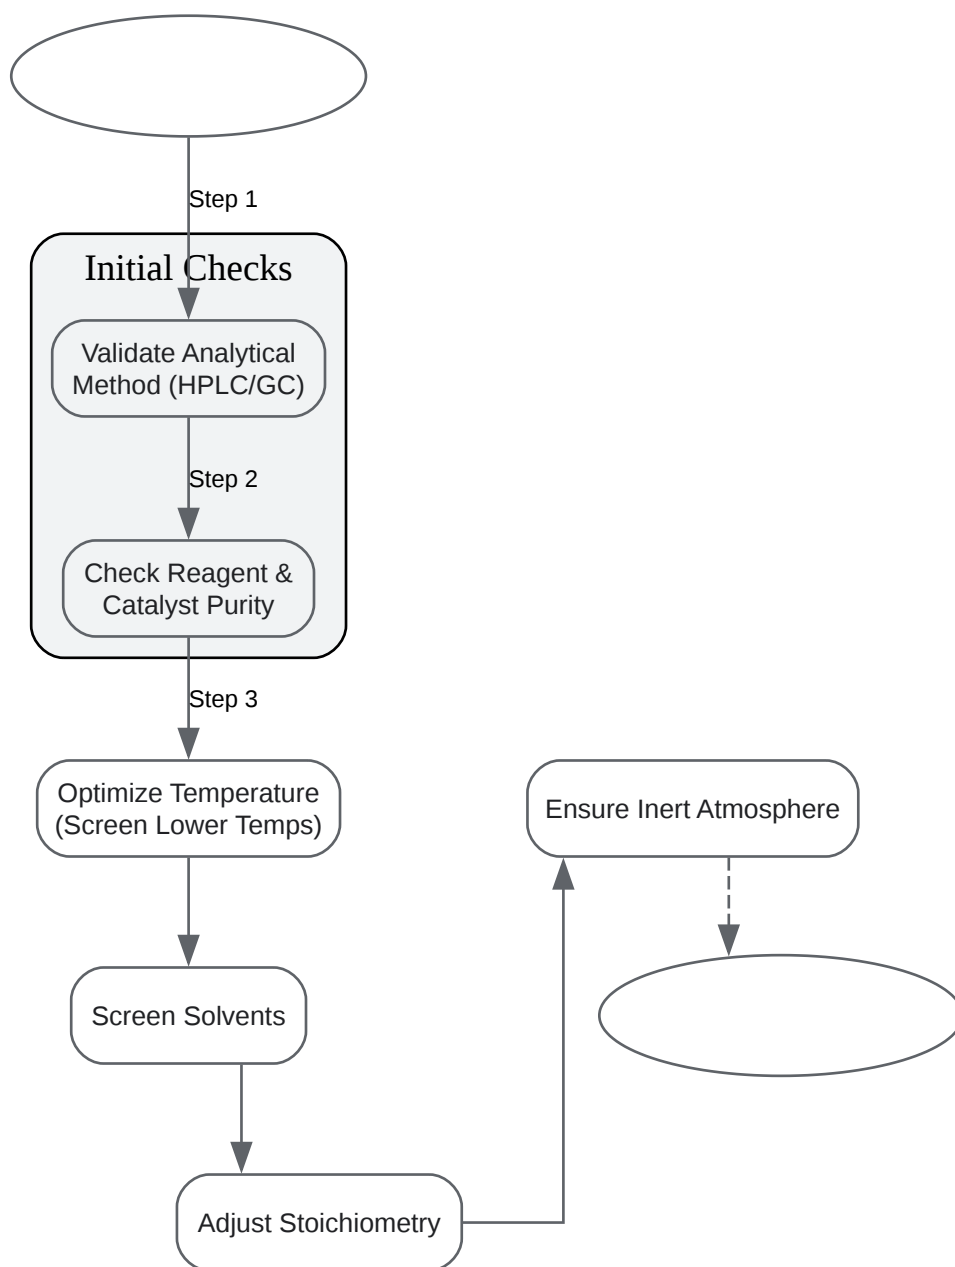 Step 1
Initial Checks
Validate Analytical
Method (HPLC/GC)
Step 2
Check Reagent &
Catalyst Purity
Step 3
Optimize Temperature
(Screen Lower Temps)
Ensure Inert Atmosphere
Screen Solvents
Adjust Stoichiometry